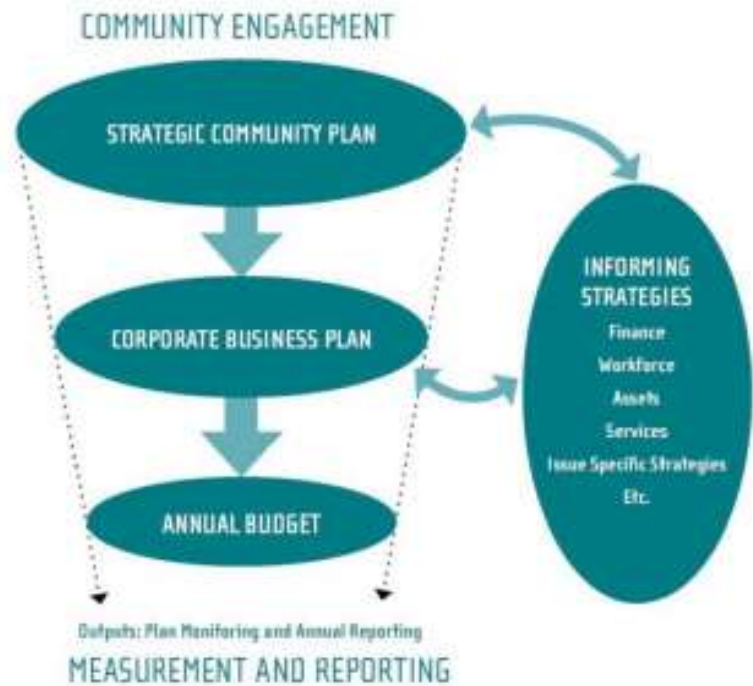 COMMUNITY ENGAGEMENT
STRATEGIC COMMUNITY PLAN
CORPORATE BUSINESS PLAN
ANNUAL BUDGET
INFORMING
STRATEGIES
Finance
Workforce
Assets
Services
Issue Specific Strategies
Etc.
Outputs: Plan Monitoring and Annual Reporting
MEASUREMENT AND REPORTING